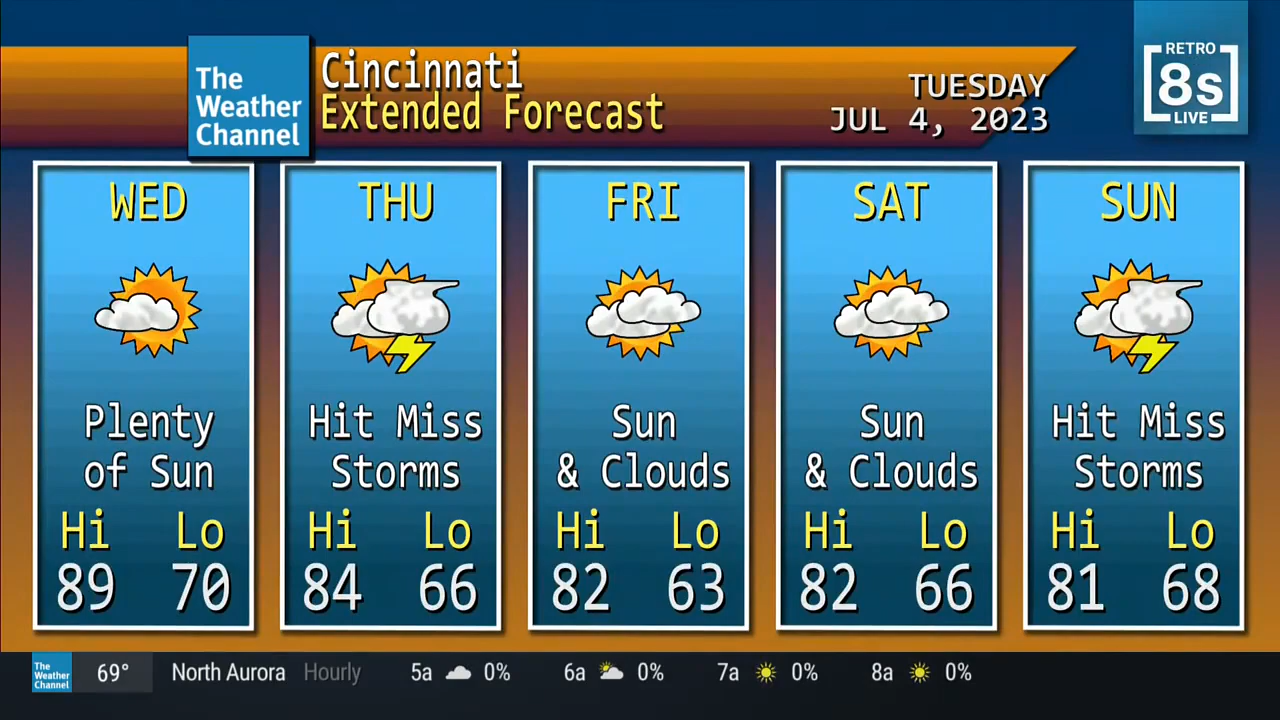 The
Weather
Channel
Cincinnati
Extended Forecast
TUESDAY
JUL 4, 2023
RETRO
8s
LIVE
WED
Plenty
of Sun
Hi Lo
89 70
THU
Hit Miss
Storms
Hi Lo
84 66
FRI
Sun
& Clouds
Hi Lo
82 63
SAT
Sun
& Clouds
Hi Lo
82 66
SUN
Hit Miss
Storms
Hi Lo
81 68
The
Weather
Channel
69° North Aurora Hourly 5a 0% 6a 0% 7a 0% 8a 0%